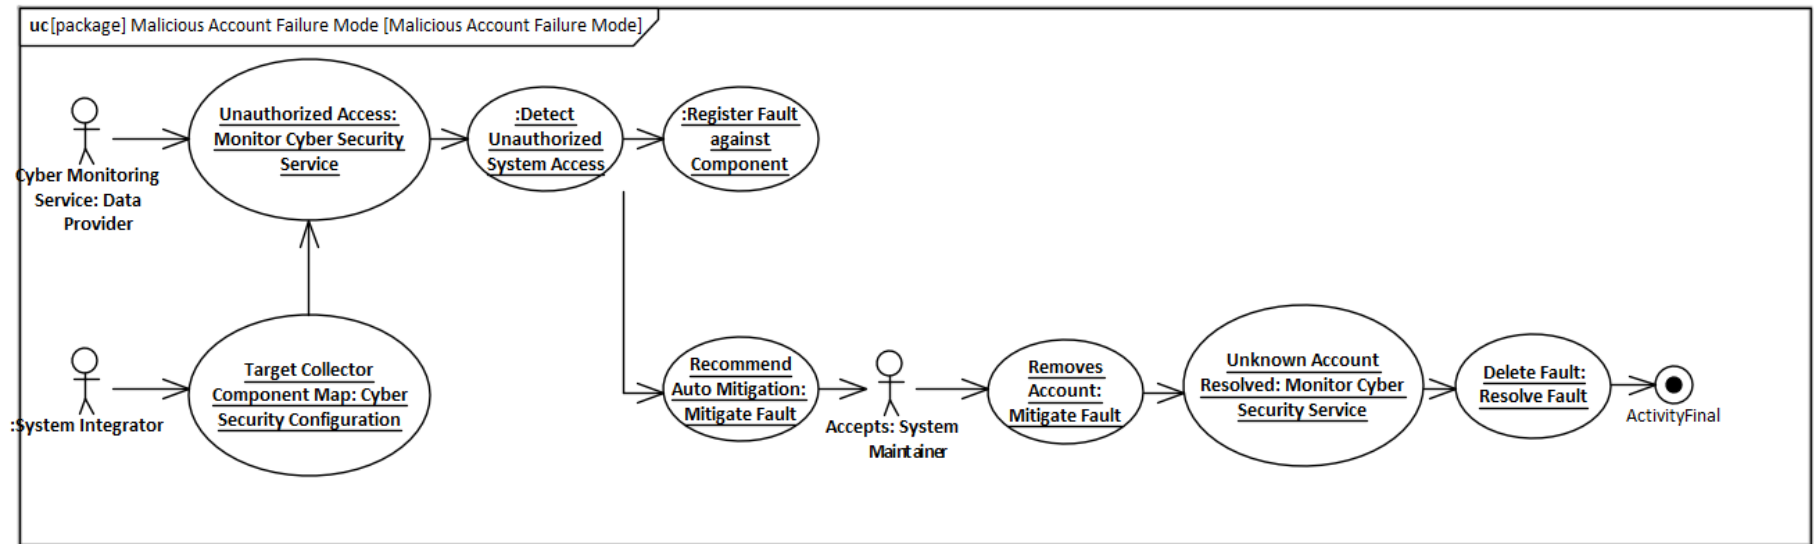 uc [package] Malicious Account Failure Mode [Malicious Account Failure Mode]
Unauthorized Access:
Monitor Cyber Security
Service
:Detect
Unauthorized
System Access
:Register Fault
against
Component
Cyber Monitoring
Service: Data
Provider
Target Collector
Component Map: Cyber
Security Configuration
:System Integrator
Recommend
Auto Mitigation:
Mitigate Fault
Accepts: System
Maintainer
Removes
Account:
Mitigate Fault
Unknown Account
Resolved: Monitor Cyber
Security Service
Delete Fault:
Resolve Fault
ActivityFinal